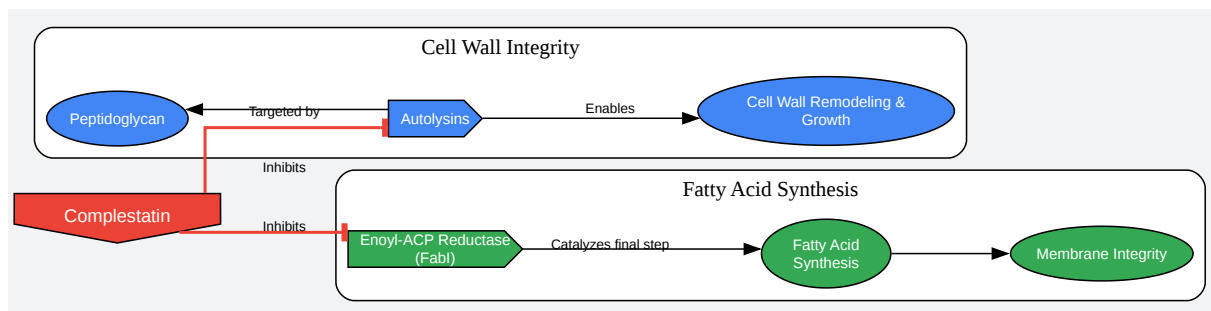 Cell Wall Integrity
Peptidoglycan
Targeted by
Autolysins
Enables
Cell Wall Remodeling &
Growth
Inhibits
Complestatin
Inhibits
Fatty Acid Synthesis
Enoyl-ACP Reductase
(FabI)
Catalyzes final step
Fatty Acid
Synthesis
Membrane Integrity